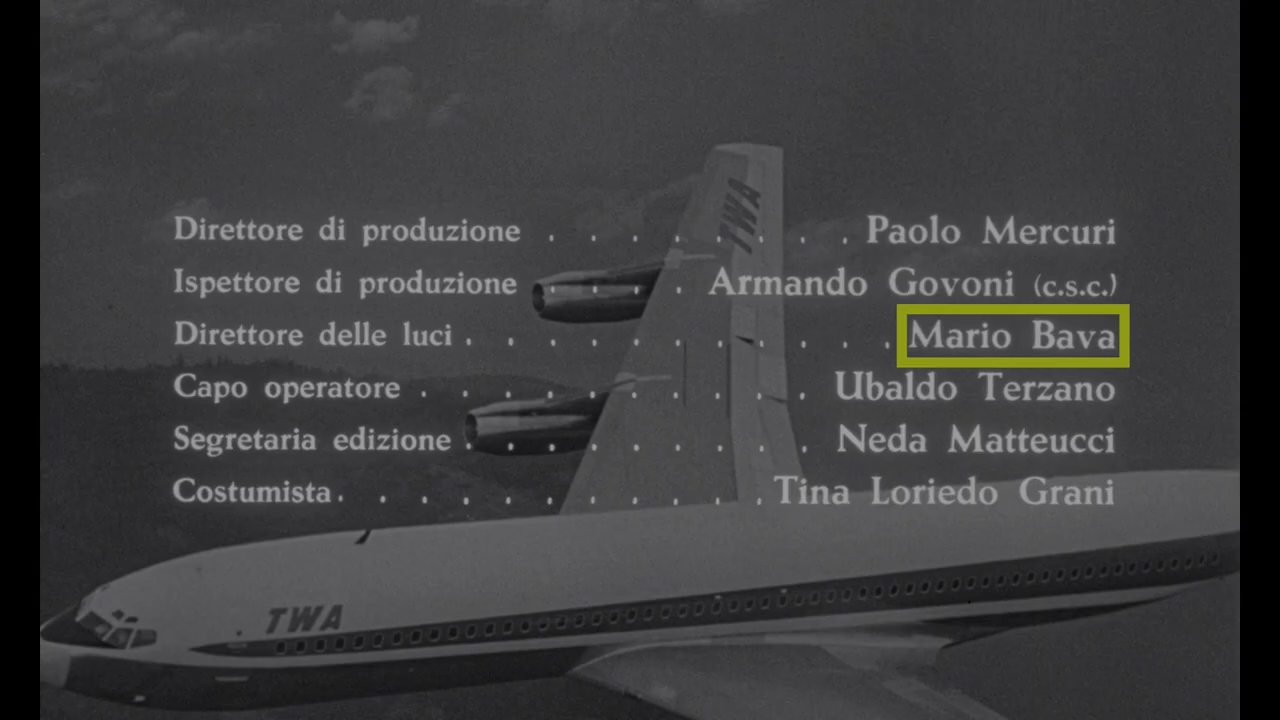 TWA
Direttore di produzione . . . . . . . . Paolo Mercuri
Ispettore di produzione . . . . Armando Govoni (c.s.c.)
Direttore delle luci . . . . . . . . . . . Mario Bava
Capo operatore . . . . . . . . . . Ubaldo Terzano
Segretaria edizione . . . . . . . . . Neda Matteucci
Costumista . . . . . . . . . . . Tina Loriedo Grani
TWA